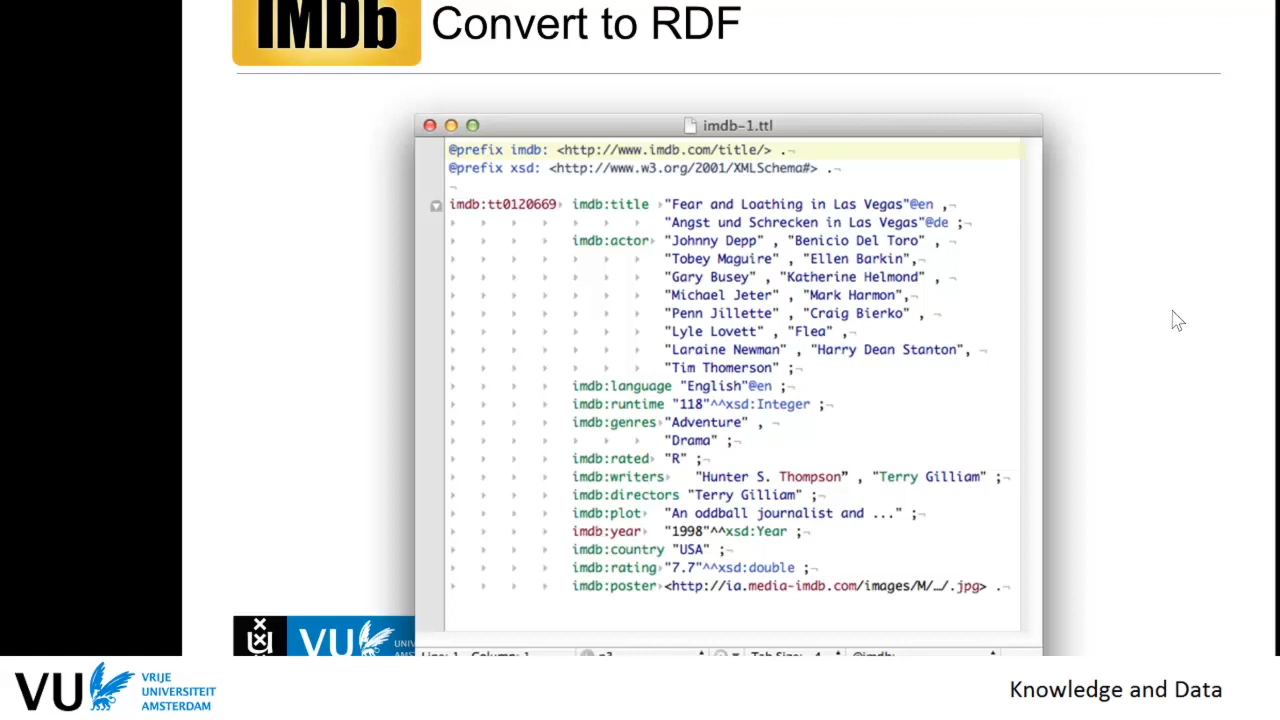 IMDb Convert to RDF
imdb-1.ttl
@prefix imdb: <http://www.imdb.com/title/> .
@prefix xsd: <http://www.w3.org/2001/XMLSchema#> .
imdb:tt0120669 imdb:title "Fear and Loathing in Las Vegas"@en ,
"Angst und Schrecken in Las Vegas"@de ;
imdb:actor "Johnny Depp" , "Benicio Del Toro" ,
"Tobey Maguire" , "Ellen Barkin",
"Gary Busey" , "Katherine Helmond" ,
"Michael Jeter" , "Mark Harmon",
"Penn Jillette" , "Craig Bierko" ,
"Lyle Lovett" , "Flea" ,
"Laraine Newman" , "Harry Dean Stanton",
"Tim Thomerson" ;
imdb:language "English"@en ;
imdb:runtime "118"^^xsd:Integer ;
imdb:genres "Adventure" ,
"Drama" ;
imdb:rated "R" ;
imdb:writers "Hunter S. Thompson” , "Terry Gilliam" ;
imdb:directors "Terry Gilliam" ;
imdb:plot "An oddball journalist and ..." ;
imdb:year "1998"^^xsd:Year ;
imdb:country "USA" ;
imdb:rating "7.7"^^xsd:double ;
imdb:poster <http://ia.media-imdb.com/images/M/…/.jpg> .
VU
VU VRIJE
UNIVERSITEIT
AMSTERDAM
Knowledge and Data